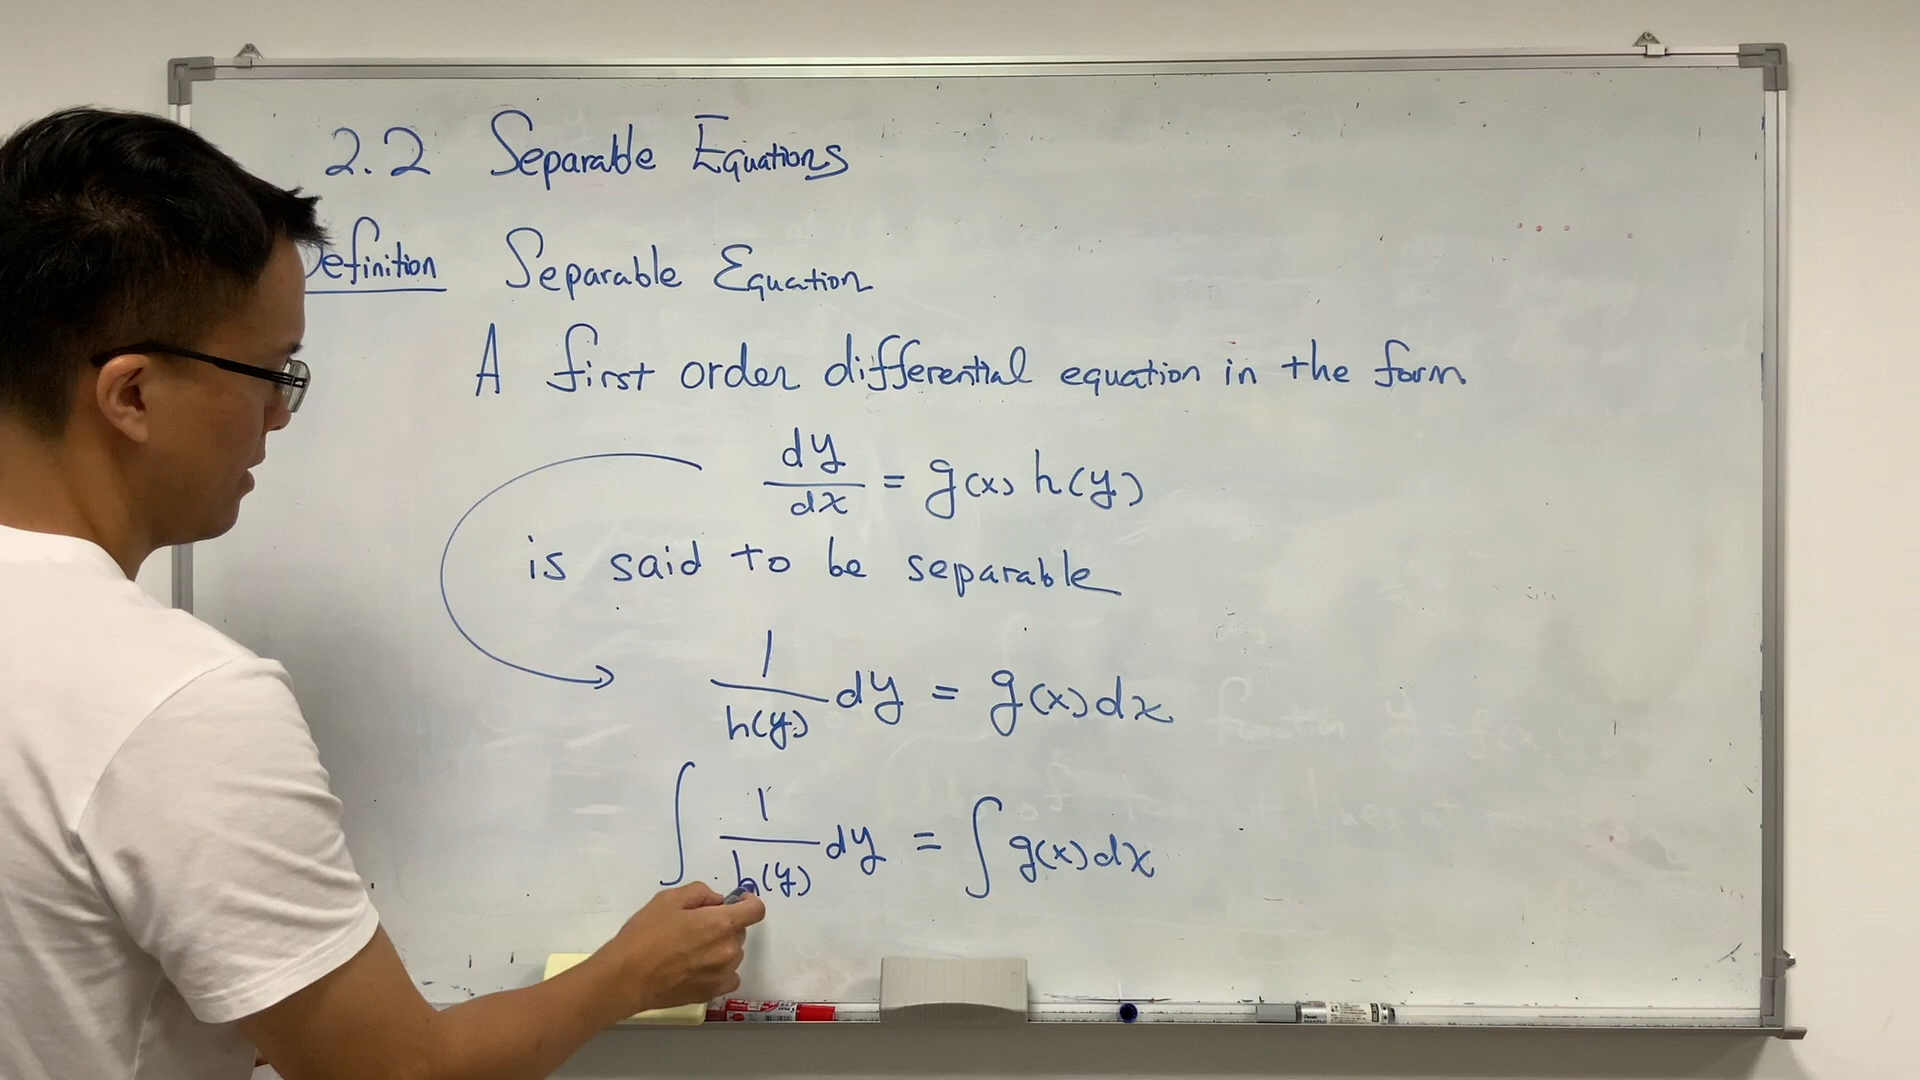 2.2 Separable Equations
Definition Separable Equation
A first order differential equation in the form
dy/dx = g(x) h(y)
is said to be separable
1/h(y) dy = g(x) dx
∫ 1/h(y) dy = ∫ g(x) dx